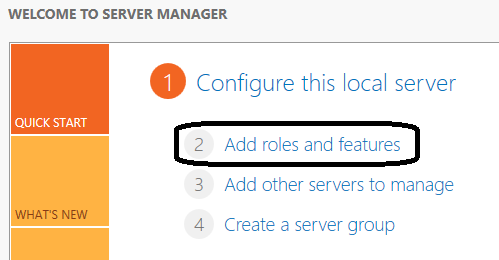 WELCOME TO SERVER MANAGER
QUICK START
1 Configure this local server
2 Add roles and features
3 Add other servers to manage
WHAT'S NEW
4 Create a server group